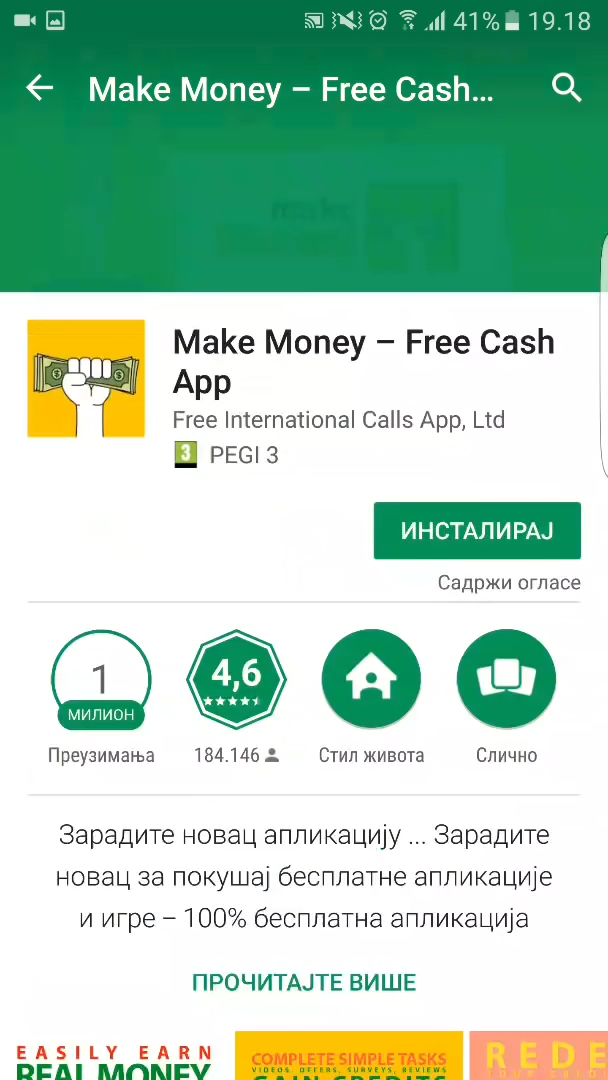 41% 19.18
Make Money – Free Cash...
Make Money – Free Cash
App
Free International Calls App, Ltd
3 PEGI 3
ИНСТАЛИРАЈ
Садржи огласе
1
МИЛИОН
4,6
Преузимања
184.146
Стил живота
Слично
Зарадите новац апликацију ... Зарадите
новац за покушај бесплатне апликације
и игре – 100% бесплатна апликација
ПРОЧИТАЈТЕ ВИШЕ
EASILY EARN
REAL MONEY
COMPLETE SIMPLE TASKS
VIDEOS, OFFERS, SURVEYS, REVIEWS
GAIN CREDITS
REDE